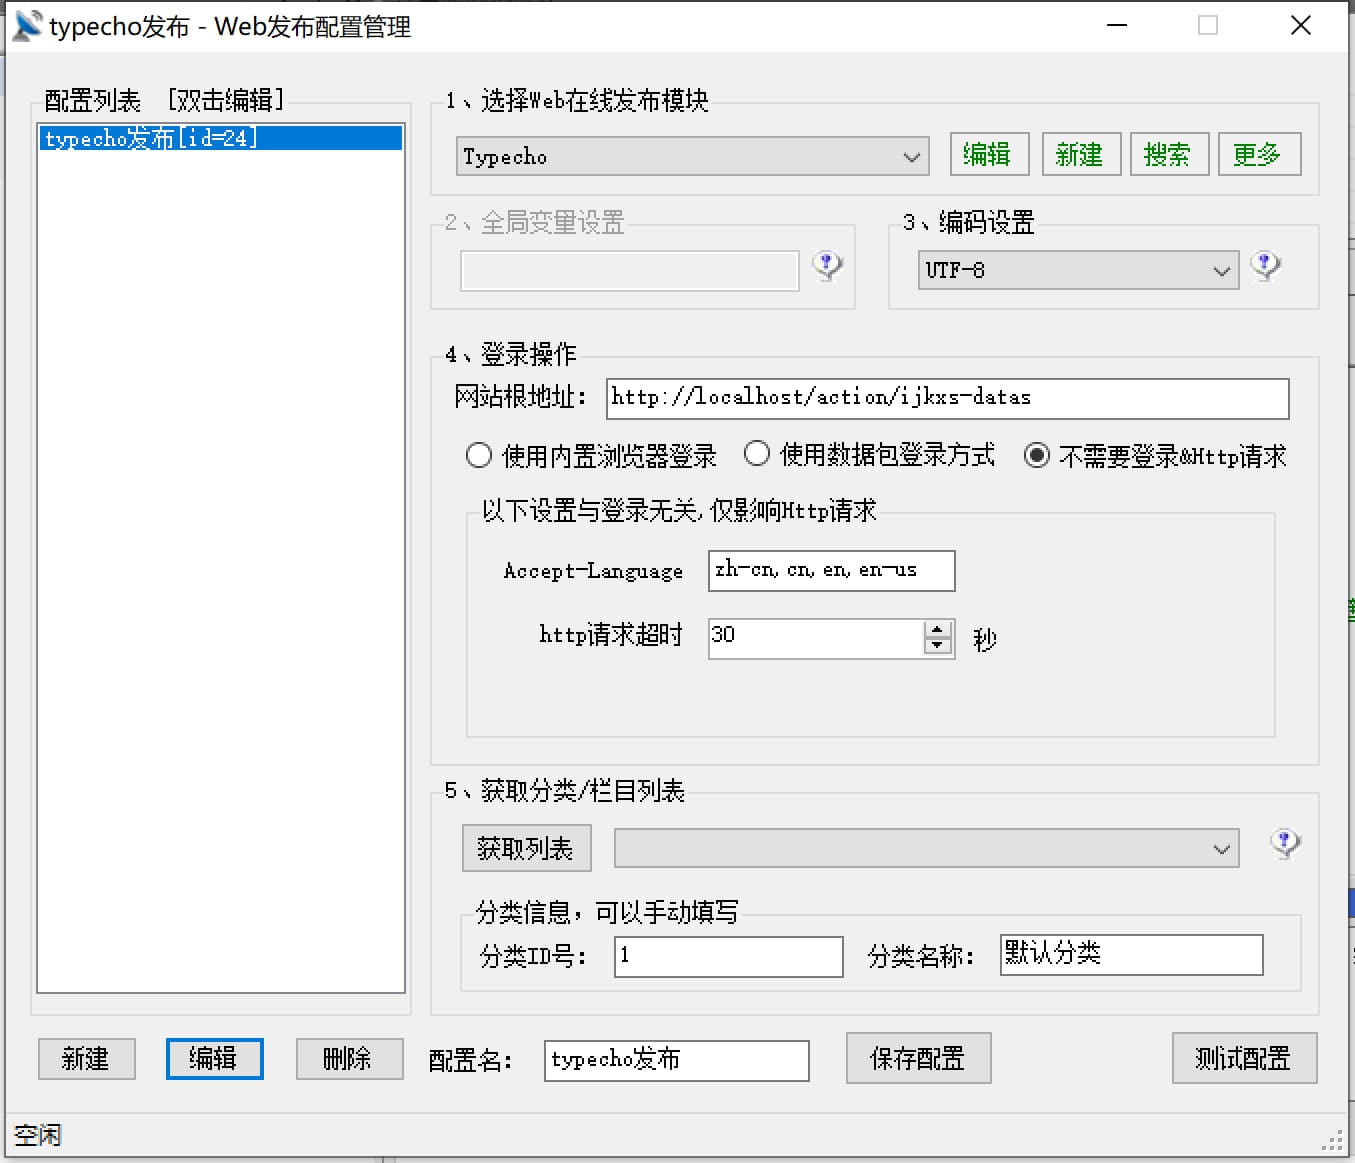 typecho发布 - Web发布配置管理
配置列表 [双击编辑]
typecho发布[id=24]
1、选择Web在线发布模块
Typecho
编辑
新建
搜索
更多
2、全局变量设置
3、编码设置
UTF-8
4、登录操作
网站根地址：
http://localhost/action/ijkxs-datas
使用内置浏览器登录
使用数据包登录方式
不需要登录&Http请求
以下设置与登录无关,仅影响Http请求
Accept-Language
zh-cn,cn,en,en-us
http请求超时
30
秒
5、获取分类/栏目列表
获取列表
分类信息，可以手动填写
分类ID号：
1
分类名称：
默认分类
新建
编辑
删除
配置名：
typecho发布
保存配置
测试配置
空闲